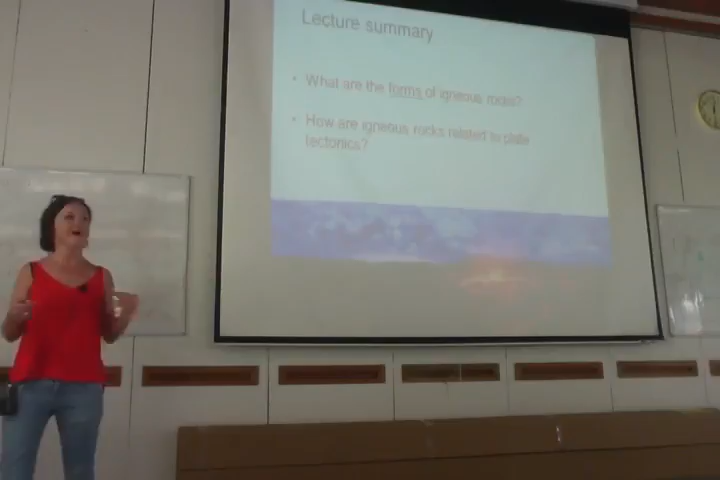 Lecture summary
• What are the forms of igneous rocks?
• How are igneous rocks related to plate
tectonics?